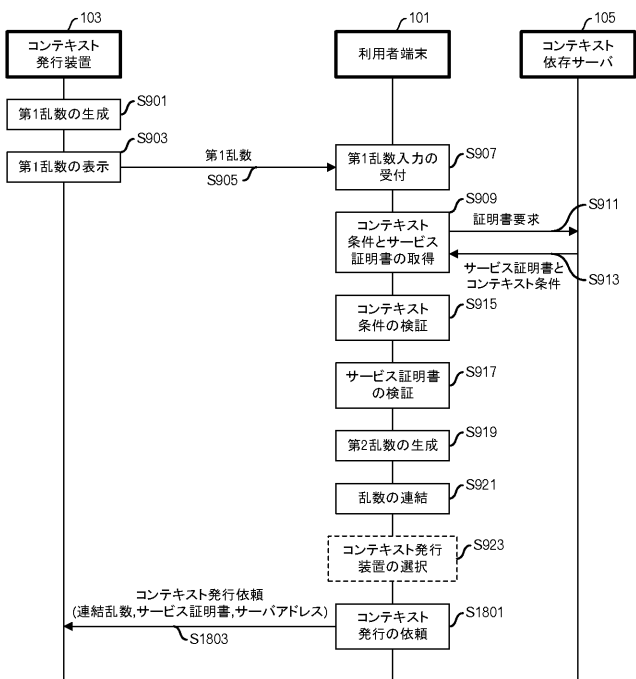 103
101
105
コンテキスト
発行装置
利用者端末
コンテキスト
依存サーバ
S901
第1乱数の生成
S903
第1乱数の表示
第1乱数
S905
第1乱数入力の
受付
S907
S909
コンテキスト
条件とサービス
証明書の取得
証明書要求
S911
サービス証明書と
コンテキスト条件
S913
コンテキスト
条件の検証
S915
サービス証明書
の検証
S917
第2乱数の生成
S919
乱数の連結
S921
コンテキスト発行
装置の選択
S923
コンテキスト発行依頼
(連結乱数,サービス証明書,サーバアドレス)
S1803
コンテキスト
発行の依頼
S1801